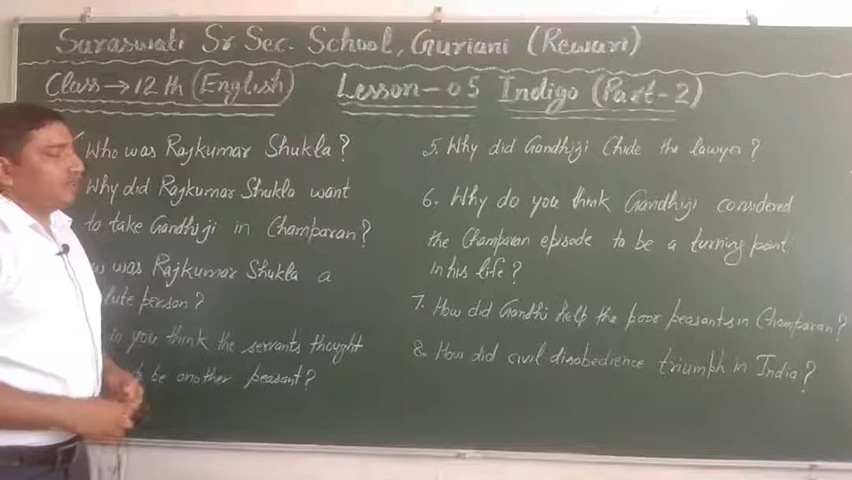 Saraswati Sr Sec. School, Guriani (Rewari)
Class → 12 th (English) Lesson - 05 Indigo (Part-2)
Who was Rajkumar Shukla?
Why did Rajkumar Shukla want
to take Gandhiji in Champaran?
was Rajkumar Shukla a
lute person?
you think the servants thought
be another peasant?
5. Why did Gandhiji Chide the lawyer?
6. Why do you think Gandhiji considered
the Champaran episode to be a turning point
in his life?
7. How did Gandhi help the poor peasants in Champaran?
8. How did civil disobedience triumph in India?